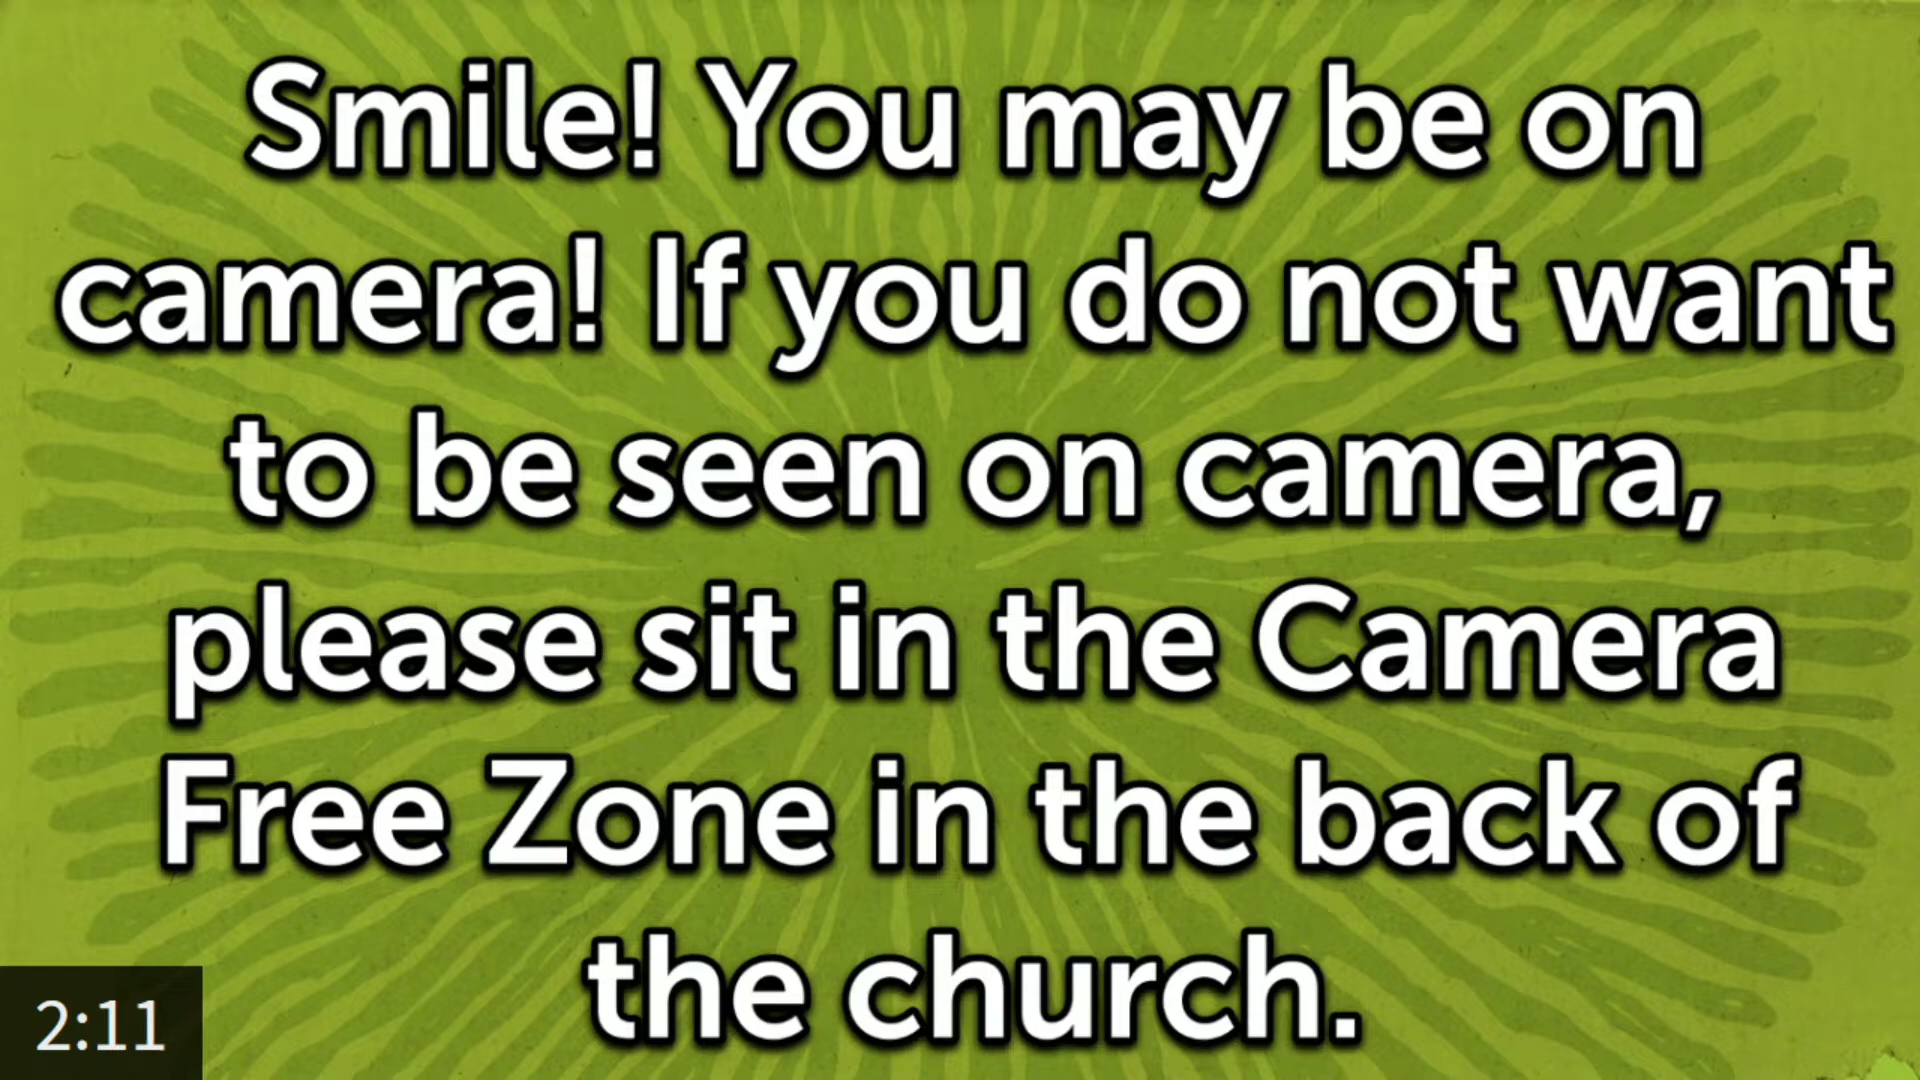 Smile! You may be on
camera! If you do not want
to be seen on camera,
please sit in the Camera
Free Zone in the back of
the church.
2:11